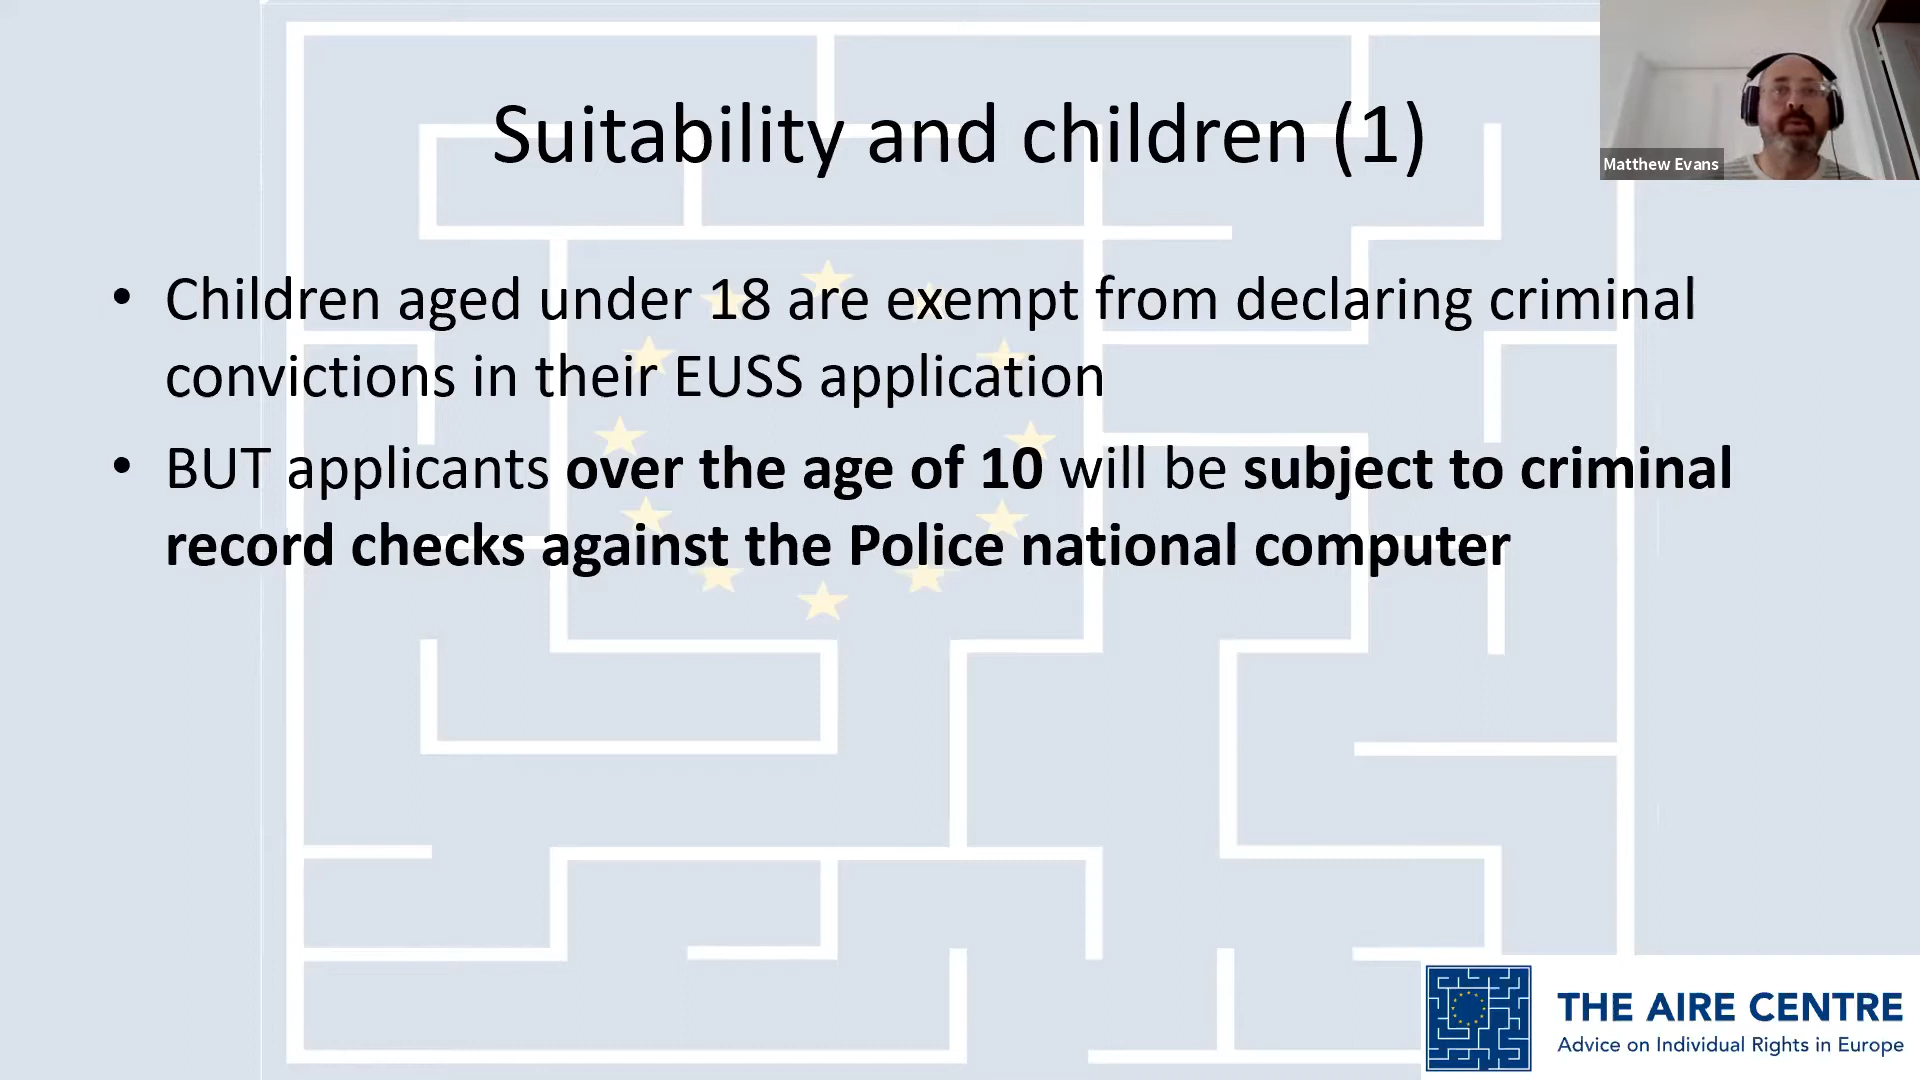 Suitability and children (1)
Matthew Evans
• Children aged under 18 are exempt from declaring criminal
convictions in their EUSS application
• BUT applicants over the age of 10 will be subject to criminal
record checks against the Police national computer
THE AIRE CENTRE
Advice on Individual Rights in Europe